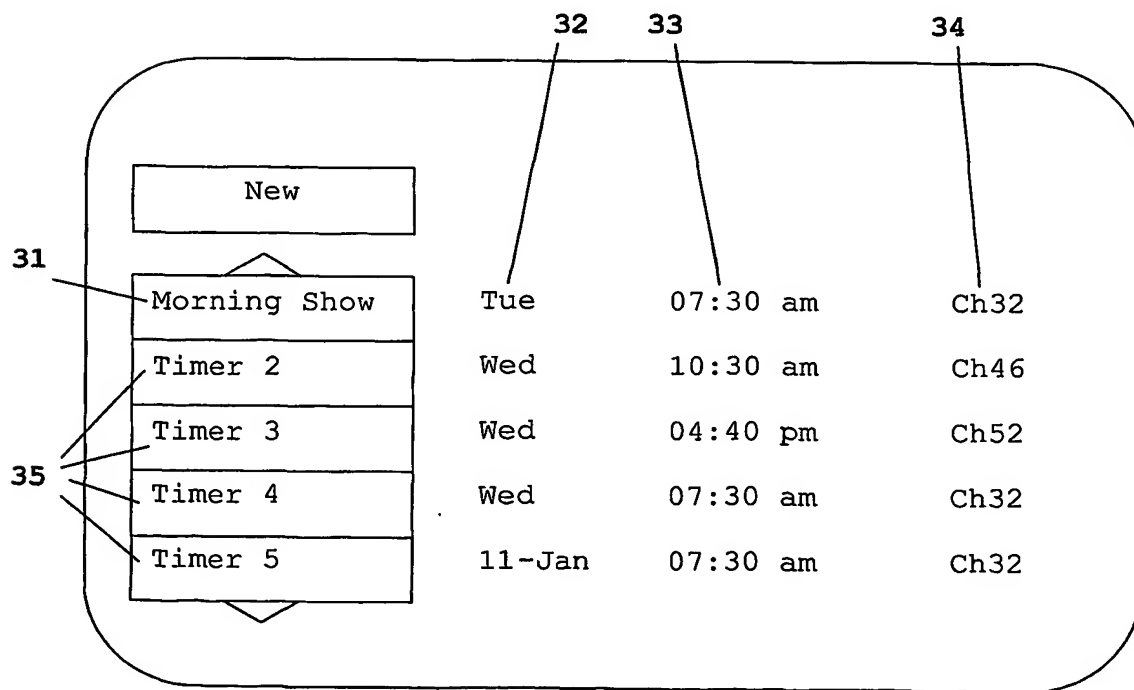 32 33 34
New
31
Morning Show Tue 07:30 am Ch32
Timer 2 Wed 10:30 am Ch46
Timer 3 Wed 04:40 pm Ch52
35
Timer 4 Wed 07:30 am Ch32
Timer 5 11-Jan 07:30 am Ch32